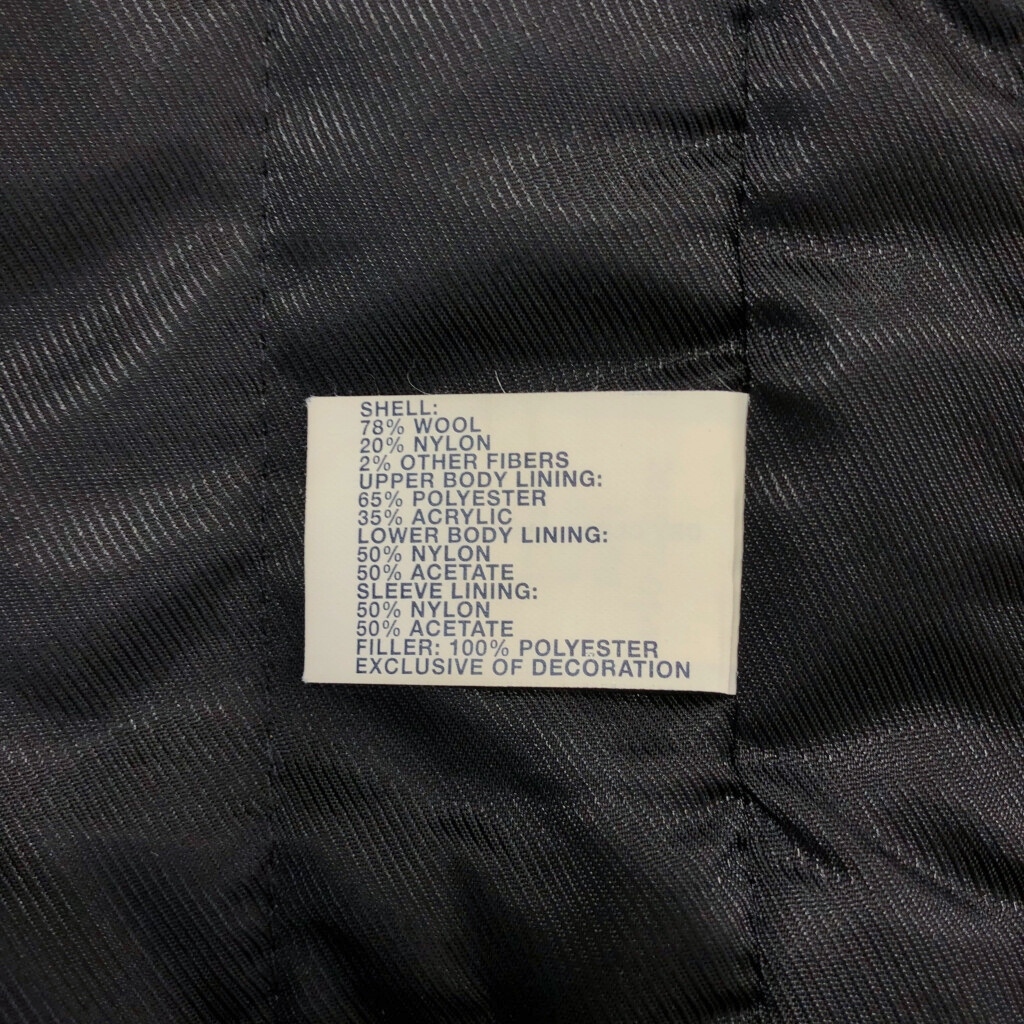 SHELL:
78% WOOL
20% NYLON
2% OTHER FIBERS
UPPER BODY LINING:
65% POLYESTER
35% ACRYLIC
LOWER BODY LINING:
50% NYLON
50% ACETATE
SLEEVE LINING:
50% NYLON
50% ACETATE
FILLER: 100% POLYESTER
EXCLUSIVE OF DECORATION